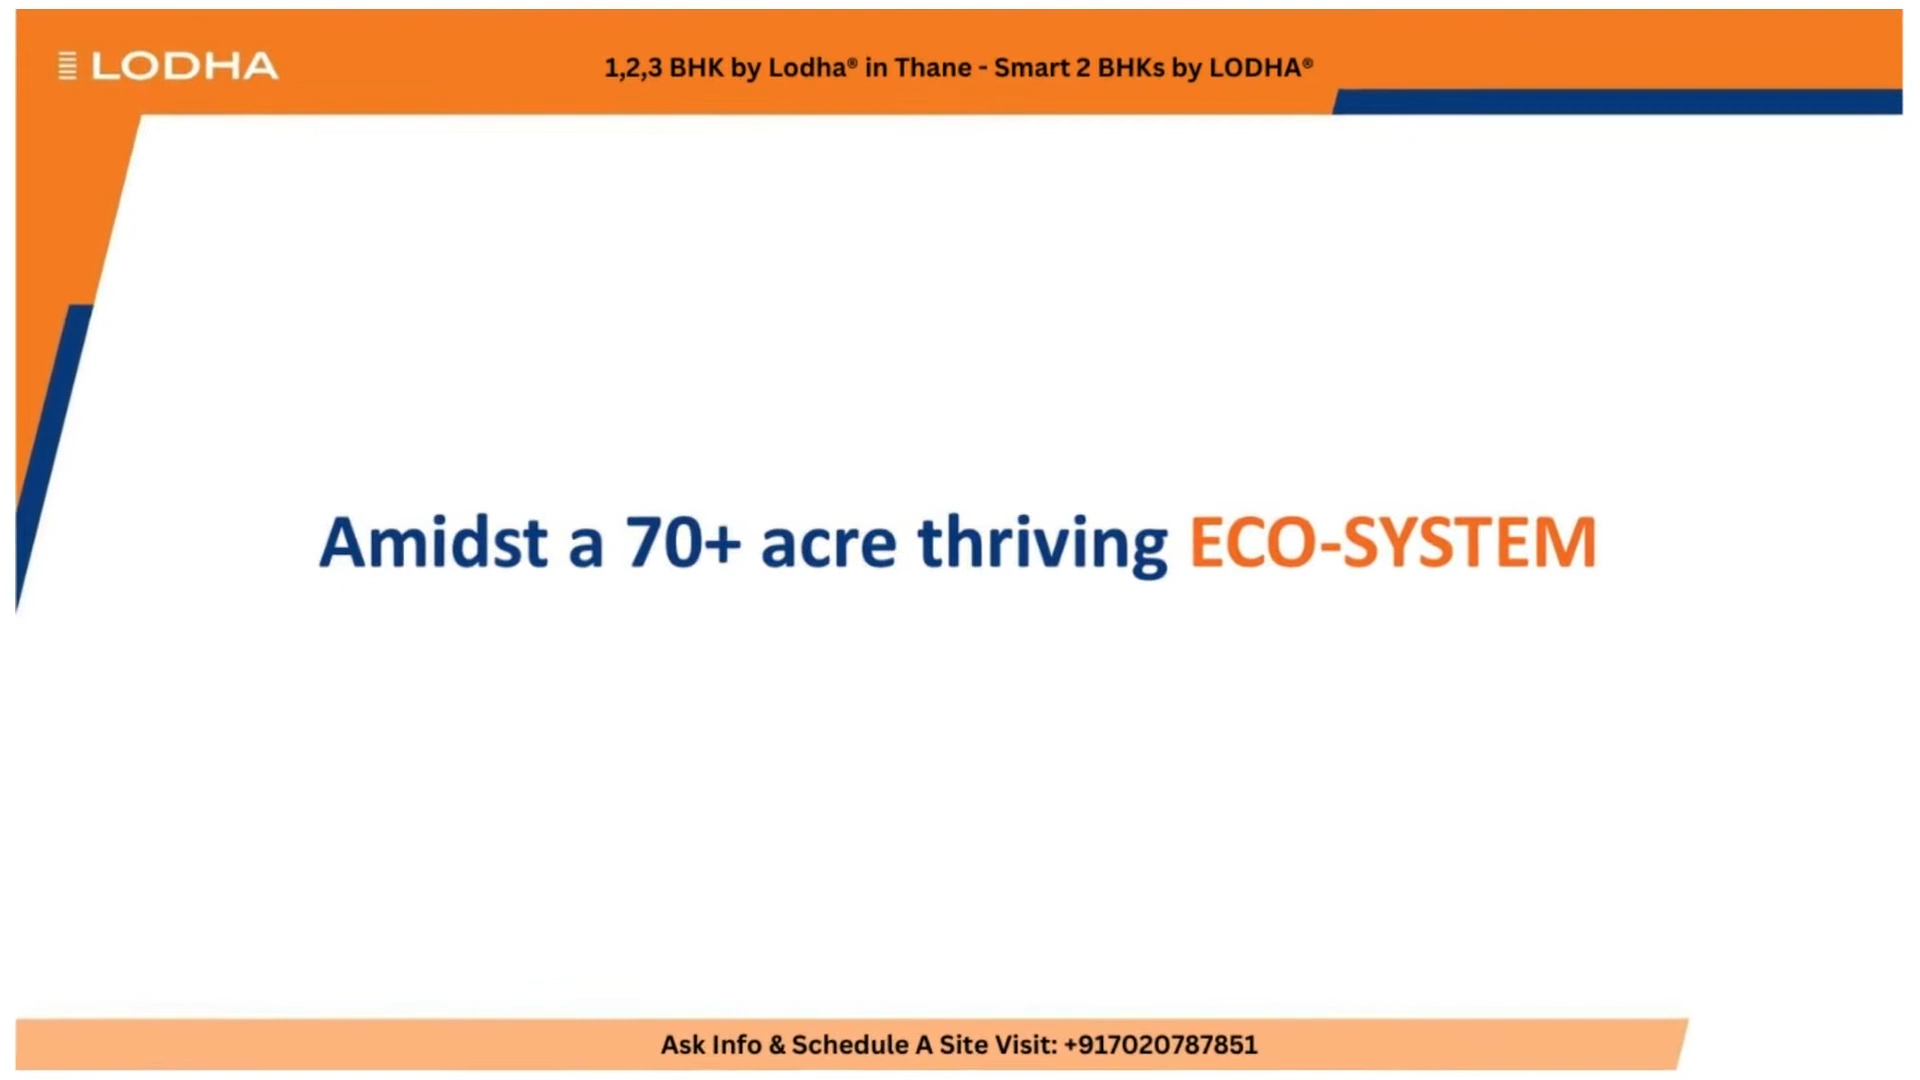 LODHA
1,2,3 BHK by Lodha® in Thane - Smart 2 BHKs by LODHA®
Amidst a 70+ acre thriving ECO-SYSTEM
Ask Info & Schedule A Site Visit: +917020787851